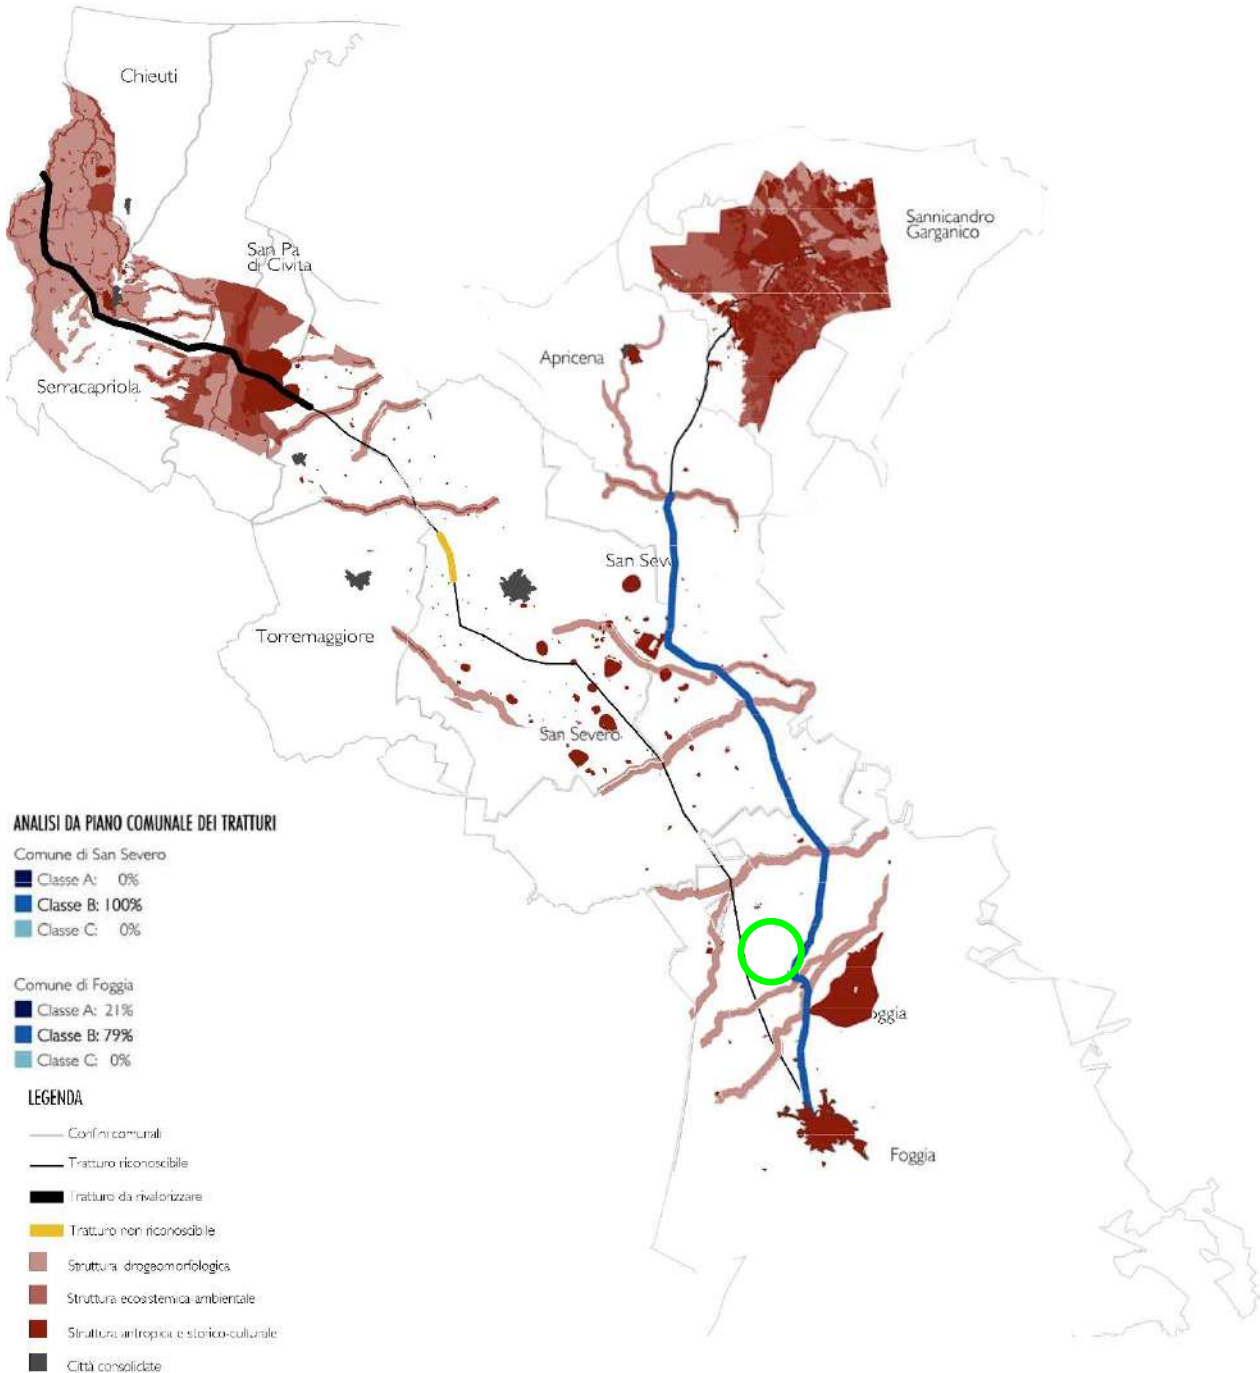 Chieuti
Sannicandro
Garganico
San Pa
di Civita
Apricena
Serracapriola
San Sev
Torremaggiore
San Severo
ANALISI DA PIANO COMUNALE DEI TRATTURI
Comune di San Severo
Classe A: 0%
Classe B: 100%
Classe C: 0%
Comune di Foggia
Classe A: 21%
Classe B: 79%
Classe C: 0%
oggia
Foggia
LEGENDA
Confini comunali
Tratturo riconoscibile
Tratturo da rivalorizzare
Tratturo non riconoscibile
Struttura idrogeomorfologica
Struttura ecosistemica-ambientale
Struttura antropica e storico-culturale
Città consolidate